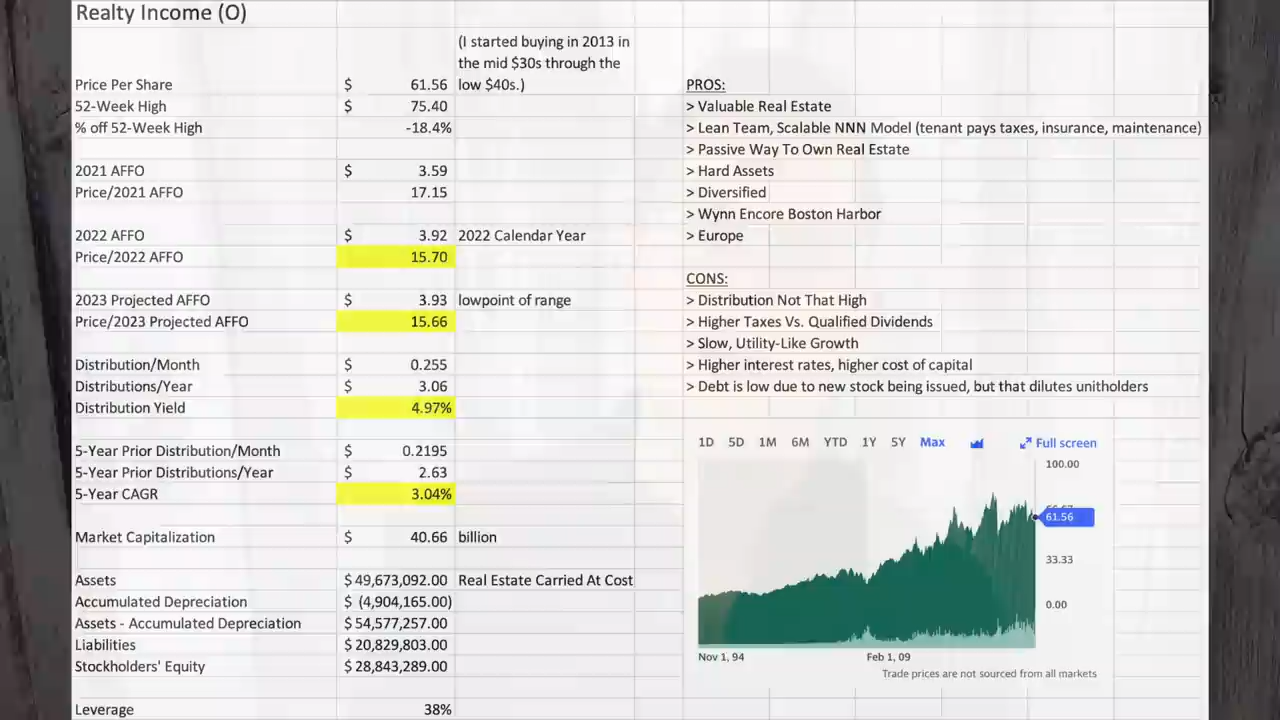 Realty Income (O)
(I started buying in 2013 in
the mid $30s through the
Price Per Share $ 61.56 low $40s.)
52-Week High $ 75.40
% off 52-Week High -18.4%
2021 AFFO $ 3.59
Price/2021 AFFO 17.15
2022 AFFO $ 3.92 2022 Calendar Year
Price/2022 AFFO 15.70
2023 Projected AFFO $ 3.93 lowpoint of range
Price/2023 Projected AFFO 15.66
Distribution/Month $ 0.255
Distributions/Year $ 3.06
Distribution Yield 4.97%
5-Year Prior Distribution/Month $ 0.2195
5-Year Prior Distributions/Year $ 2.63
5-Year CAGR 3.04%
Market Capitalization $ 40.66 billion
Assets $ 49,673,092.00 Real Estate Carried At Cost
Accumulated Depreciation $ (4,904,165.00)
Assets - Accumulated Depreciation $ 54,577,257.00
Liabilities $ 20,829,803.00
Stockholders' Equity $ 28,843,289.00
Leverage 38%
PROS:
> Valuable Real Estate
> Lean Team, Scalable NNN Model (tenant pays taxes, insurance, maintenance)
> Passive Way To Own Real Estate
> Hard Assets
> Diversified
> Wynn Encore Boston Harbor
> Europe
CONS:
> Distribution Not That High
> Higher Taxes Vs. Qualified Dividends
> Slow, Utility-Like Growth
> Higher interest rates, higher cost of capital
> Debt is low due to new stock being issued, but that dilutes unitholders
1D 5D 1M 6M YTD 1Y 5Y Max Full screen
100.00
61.56
33.33
0.00
Nov 1, 94 Feb 1, 09
Trade prices are not sourced from all markets